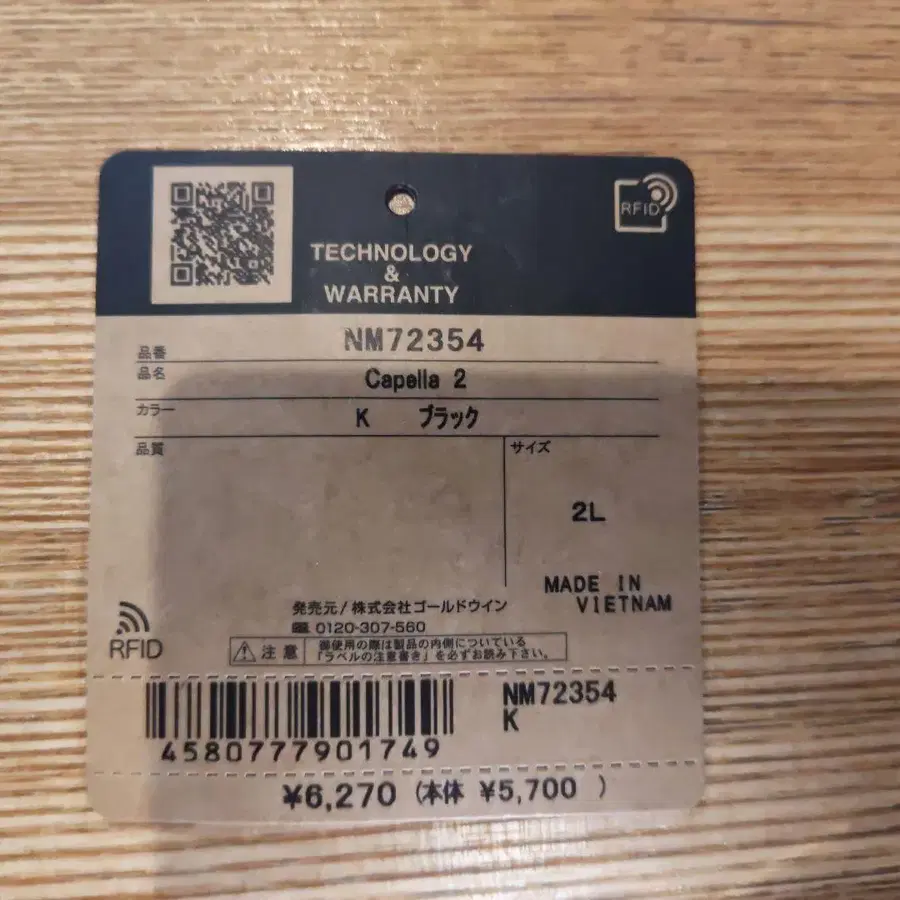 RFID
TECHNOLOGY
&
WARRANTY
品番 NM72354
品名 Capella 2
カラー K ブラック
品質
サイズ
2L
MADE IN
VIETNAM
発売元/株式会社ゴールドウイン
☎ 0120-307-560
RFID
⚠ 注意 御使用の際は製品の内側についている
「ラベルの注意書き」を必ずお読み下さい。
NM72354
K
4580777901749
¥6,270 (本体 ¥5,700 )